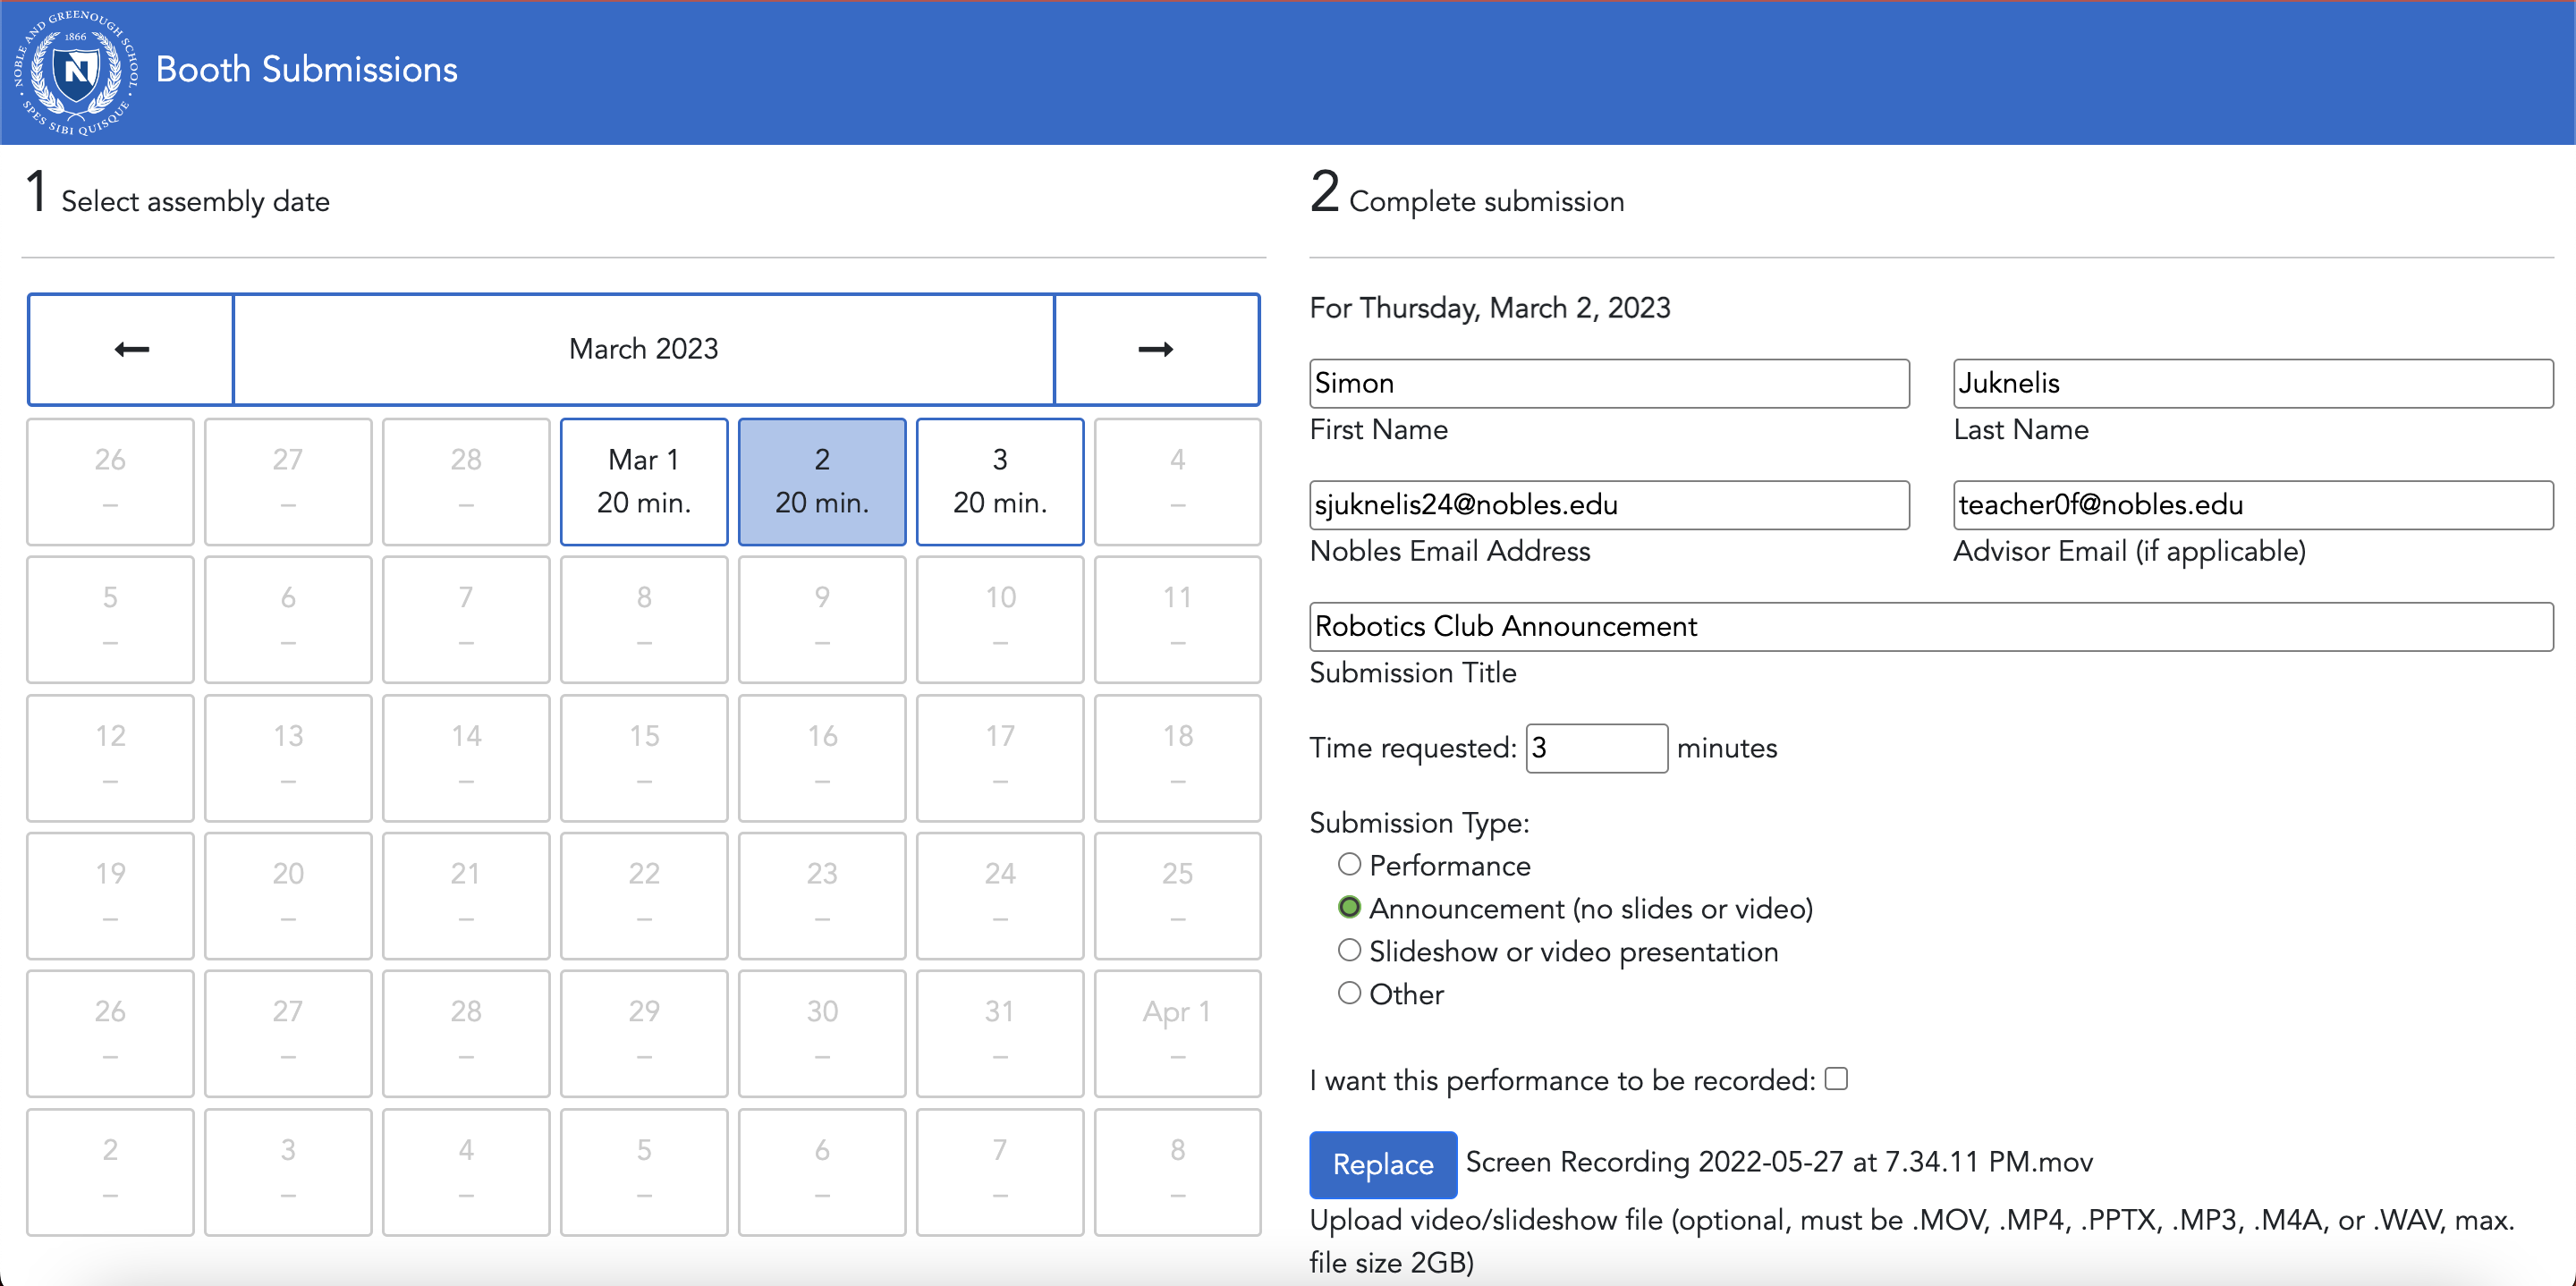 NOBLE AND GREENOUGH SCHOOL
1866
N
SPES SIBI QUISQUE
Booth Submissions
1 Select assembly date
March 2023
26 27 28 Mar 1 2 3 4
– – – 20 min. 20 min. 20 min. –
5 6 7 8 9 10 11
– – – – – – –
12 13 14 15 16 17 18
– – – – – – –
19 20 21 22 23 24 25
– – – – – – –
26 27 28 29 30 31 Apr 1
– – – – – – –
2 3 4 5 6 7 8
– – – – – – –
2 Complete submission
For Thursday, March 2, 2023
Simon Juknelis
First Name Last Name
sjuknelis24@nobles.edu teacher0f@nobles.edu
Nobles Email Address Advisor Email (if applicable)
Robotics Club Announcement
Submission Title
Time requested: 3 minutes
Submission Type:
Performance
Announcement (no slides or video)
Slideshow or video presentation
Other
I want this performance to be recorded:
Replace Screen Recording 2022-05-27 at 7.34.11 PM.mov
Upload video/slideshow file (optional, must be .MOV, .MP4, .PPTX, .MP3, .M4A, or .WAV, max.
file size 2GB)